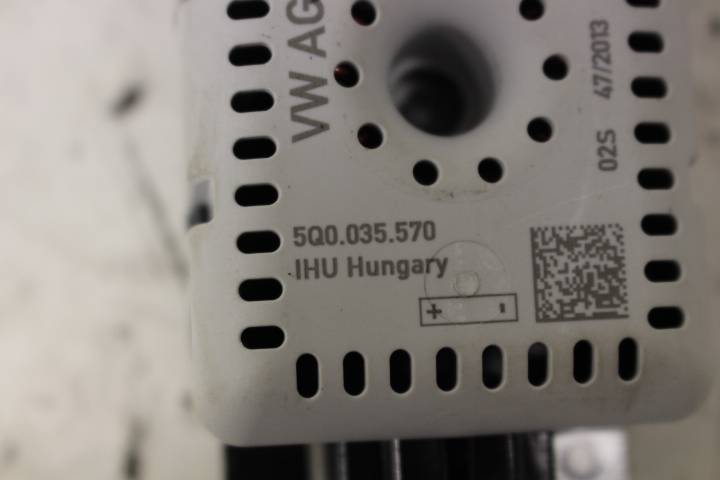 VW AG
47/2013
02S
5Q0.035.570
IHU Hungary
+ -